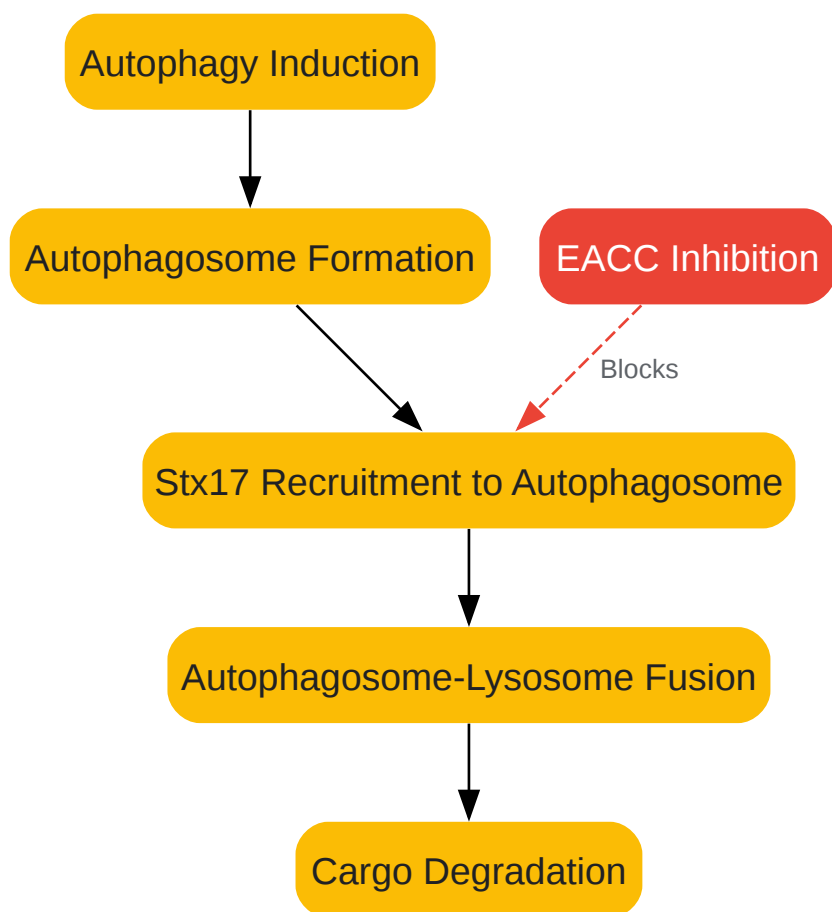 Autophagy Induction
Autophagosome Formation
EACC Inhibition
Blocks
Stx17 Recruitment to Autophagosome
Autophagosome-Lysosome Fusion
Cargo Degradation